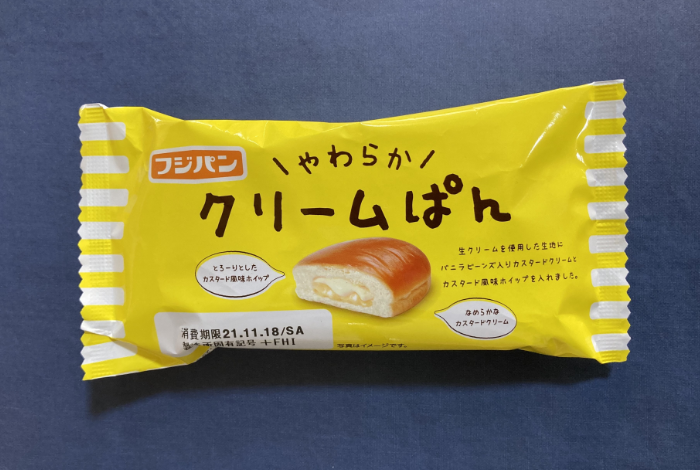 フジパン
やわらか
クリームぱん
生クリームを使用した生地に
バニラビーンズ入りカスタードクリームと
カスタード風味ホイップを入れました。
とろーりとした
カスタード風味ホイップ
なめらかな
カスタードクリーム
消費期限21.11.18/SA
固有記号 +FHI
写真はイメージです。